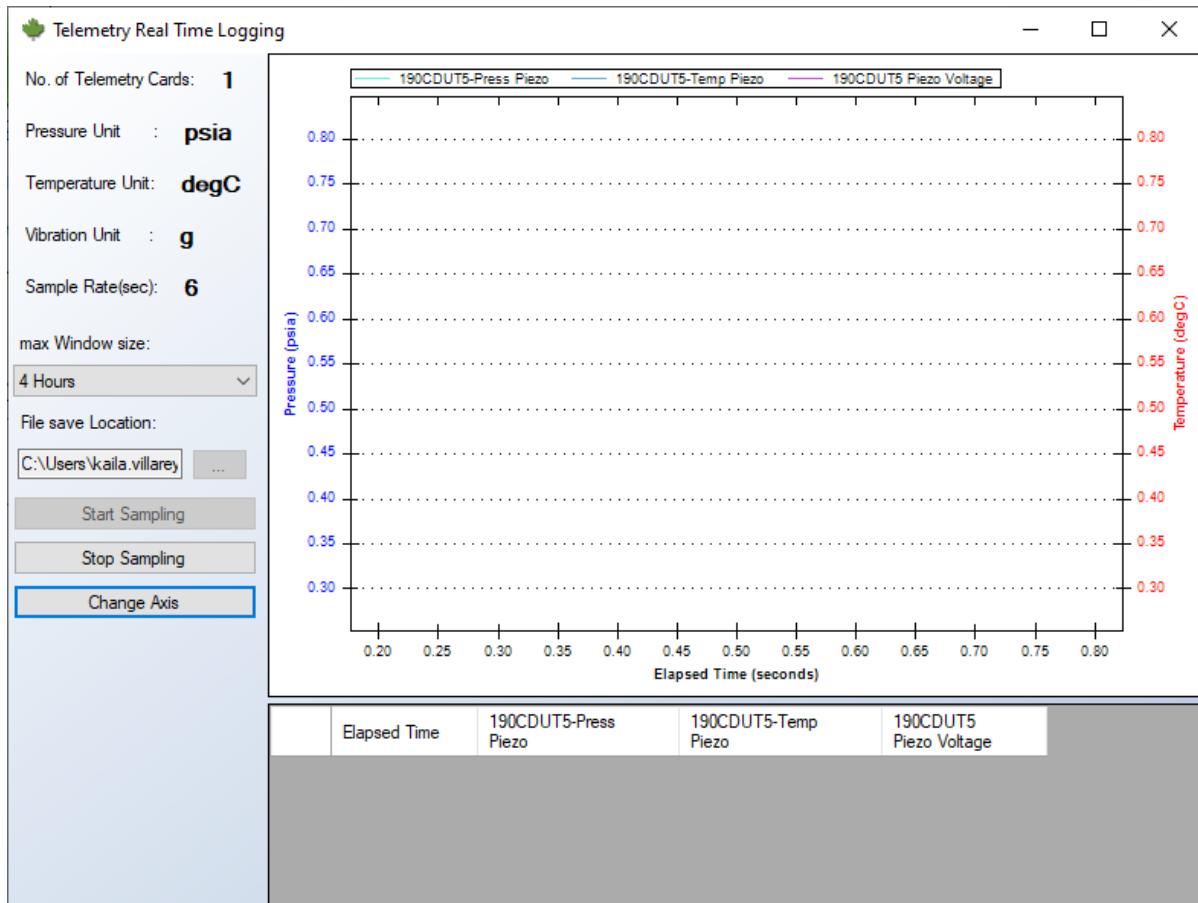 Telemetry Real Time Logging
No. of Telemetry Cards: 1
Pressure Unit : psia
Temperature Unit: degC
Vibration Unit : g
Sample Rate(sec): 6
max Window size:
4 Hours
File save Location:
C:\Users\kaila.villarey
...
Start Sampling
Stop Sampling
Change Axis
190CDUT5-Press Piezo 190CDUT5-Temp Piezo 190CDUT5 Piezo Voltage
Pressure (psia)
0.80
0.75
0.70
0.65
0.60
0.55
0.50
0.45
0.40
0.35
0.30
0.80
0.75
0.70
0.65
0.60
0.55
0.50
0.45
0.40
0.35
0.30
Temperature (degC)
0.20 0.25 0.30 0.35 0.40 0.45 0.50 0.55 0.60 0.65 0.70 0.75 0.80
Elapsed Time (seconds)
Elapsed Time
190CDUT5-Press
Piezo
190CDUT5-Temp
Piezo
190CDUT5
Piezo Voltage